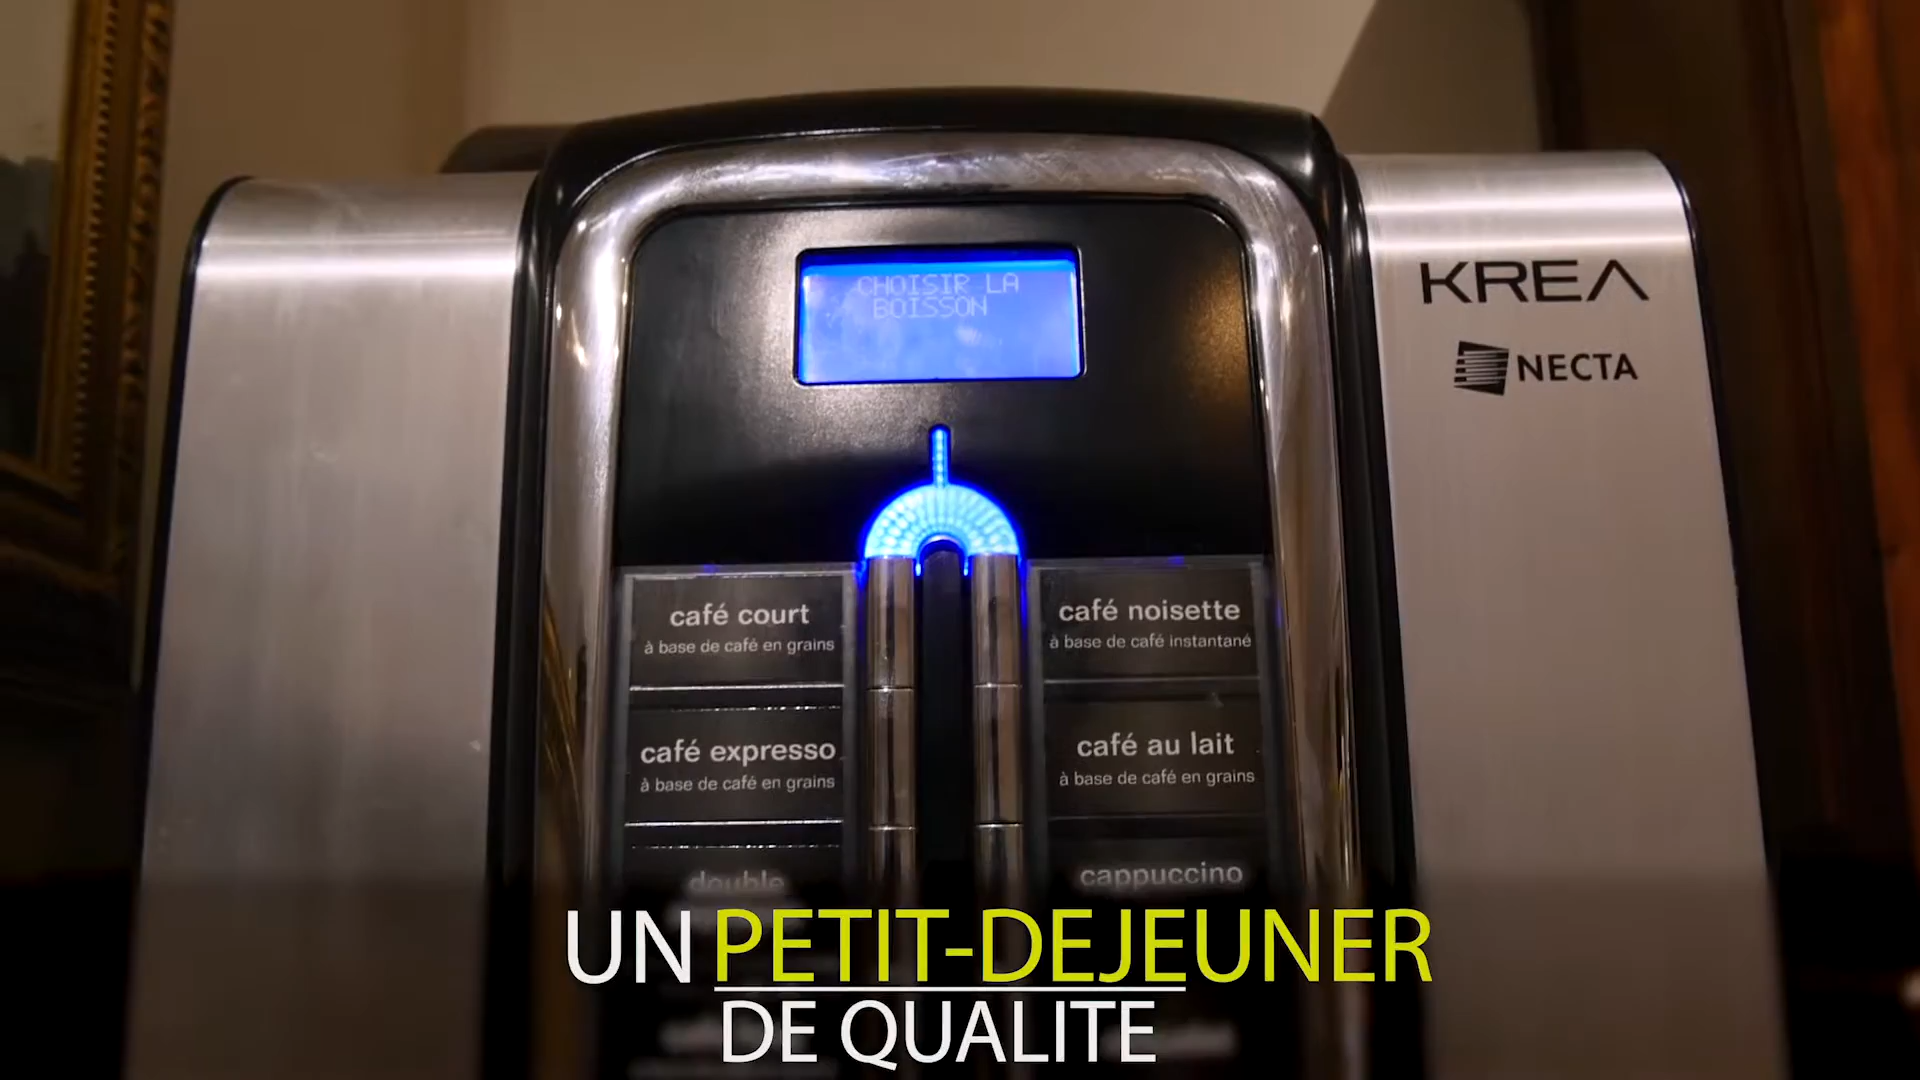 CHOISIR LA
BOISSON
KREA
NECTA
café court
à base de café en grains
café noisette
à base de café instantané
café expresso
à base de café en grains
café au lait
à base de café en grains
double
cappuccino
UN PETIT-DEJEUNER
DE QUALITE